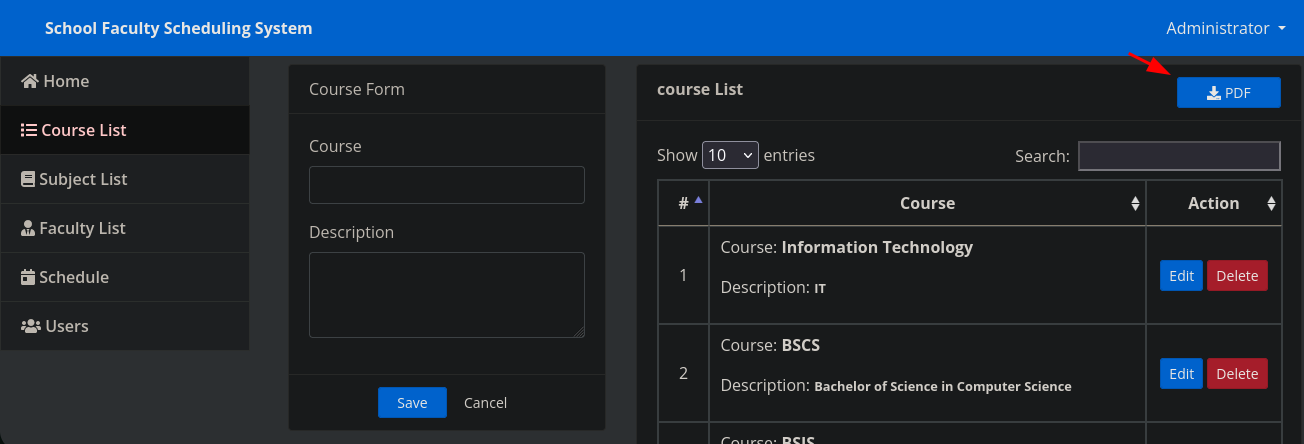 School Faculty Scheduling System
Administrator
Home
Course List
Subject List
Faculty List
Schedule
Users
Course Form
Course
Description
Save Cancel
course List
PDF
Show 10 entries
Search:
# Course Action
1
Course: Information Technology
Description: IT
Edit Delete
2
Course: BSCS
Description: Bachelor of Science in Computer Science
Edit Delete
Course: BSIS